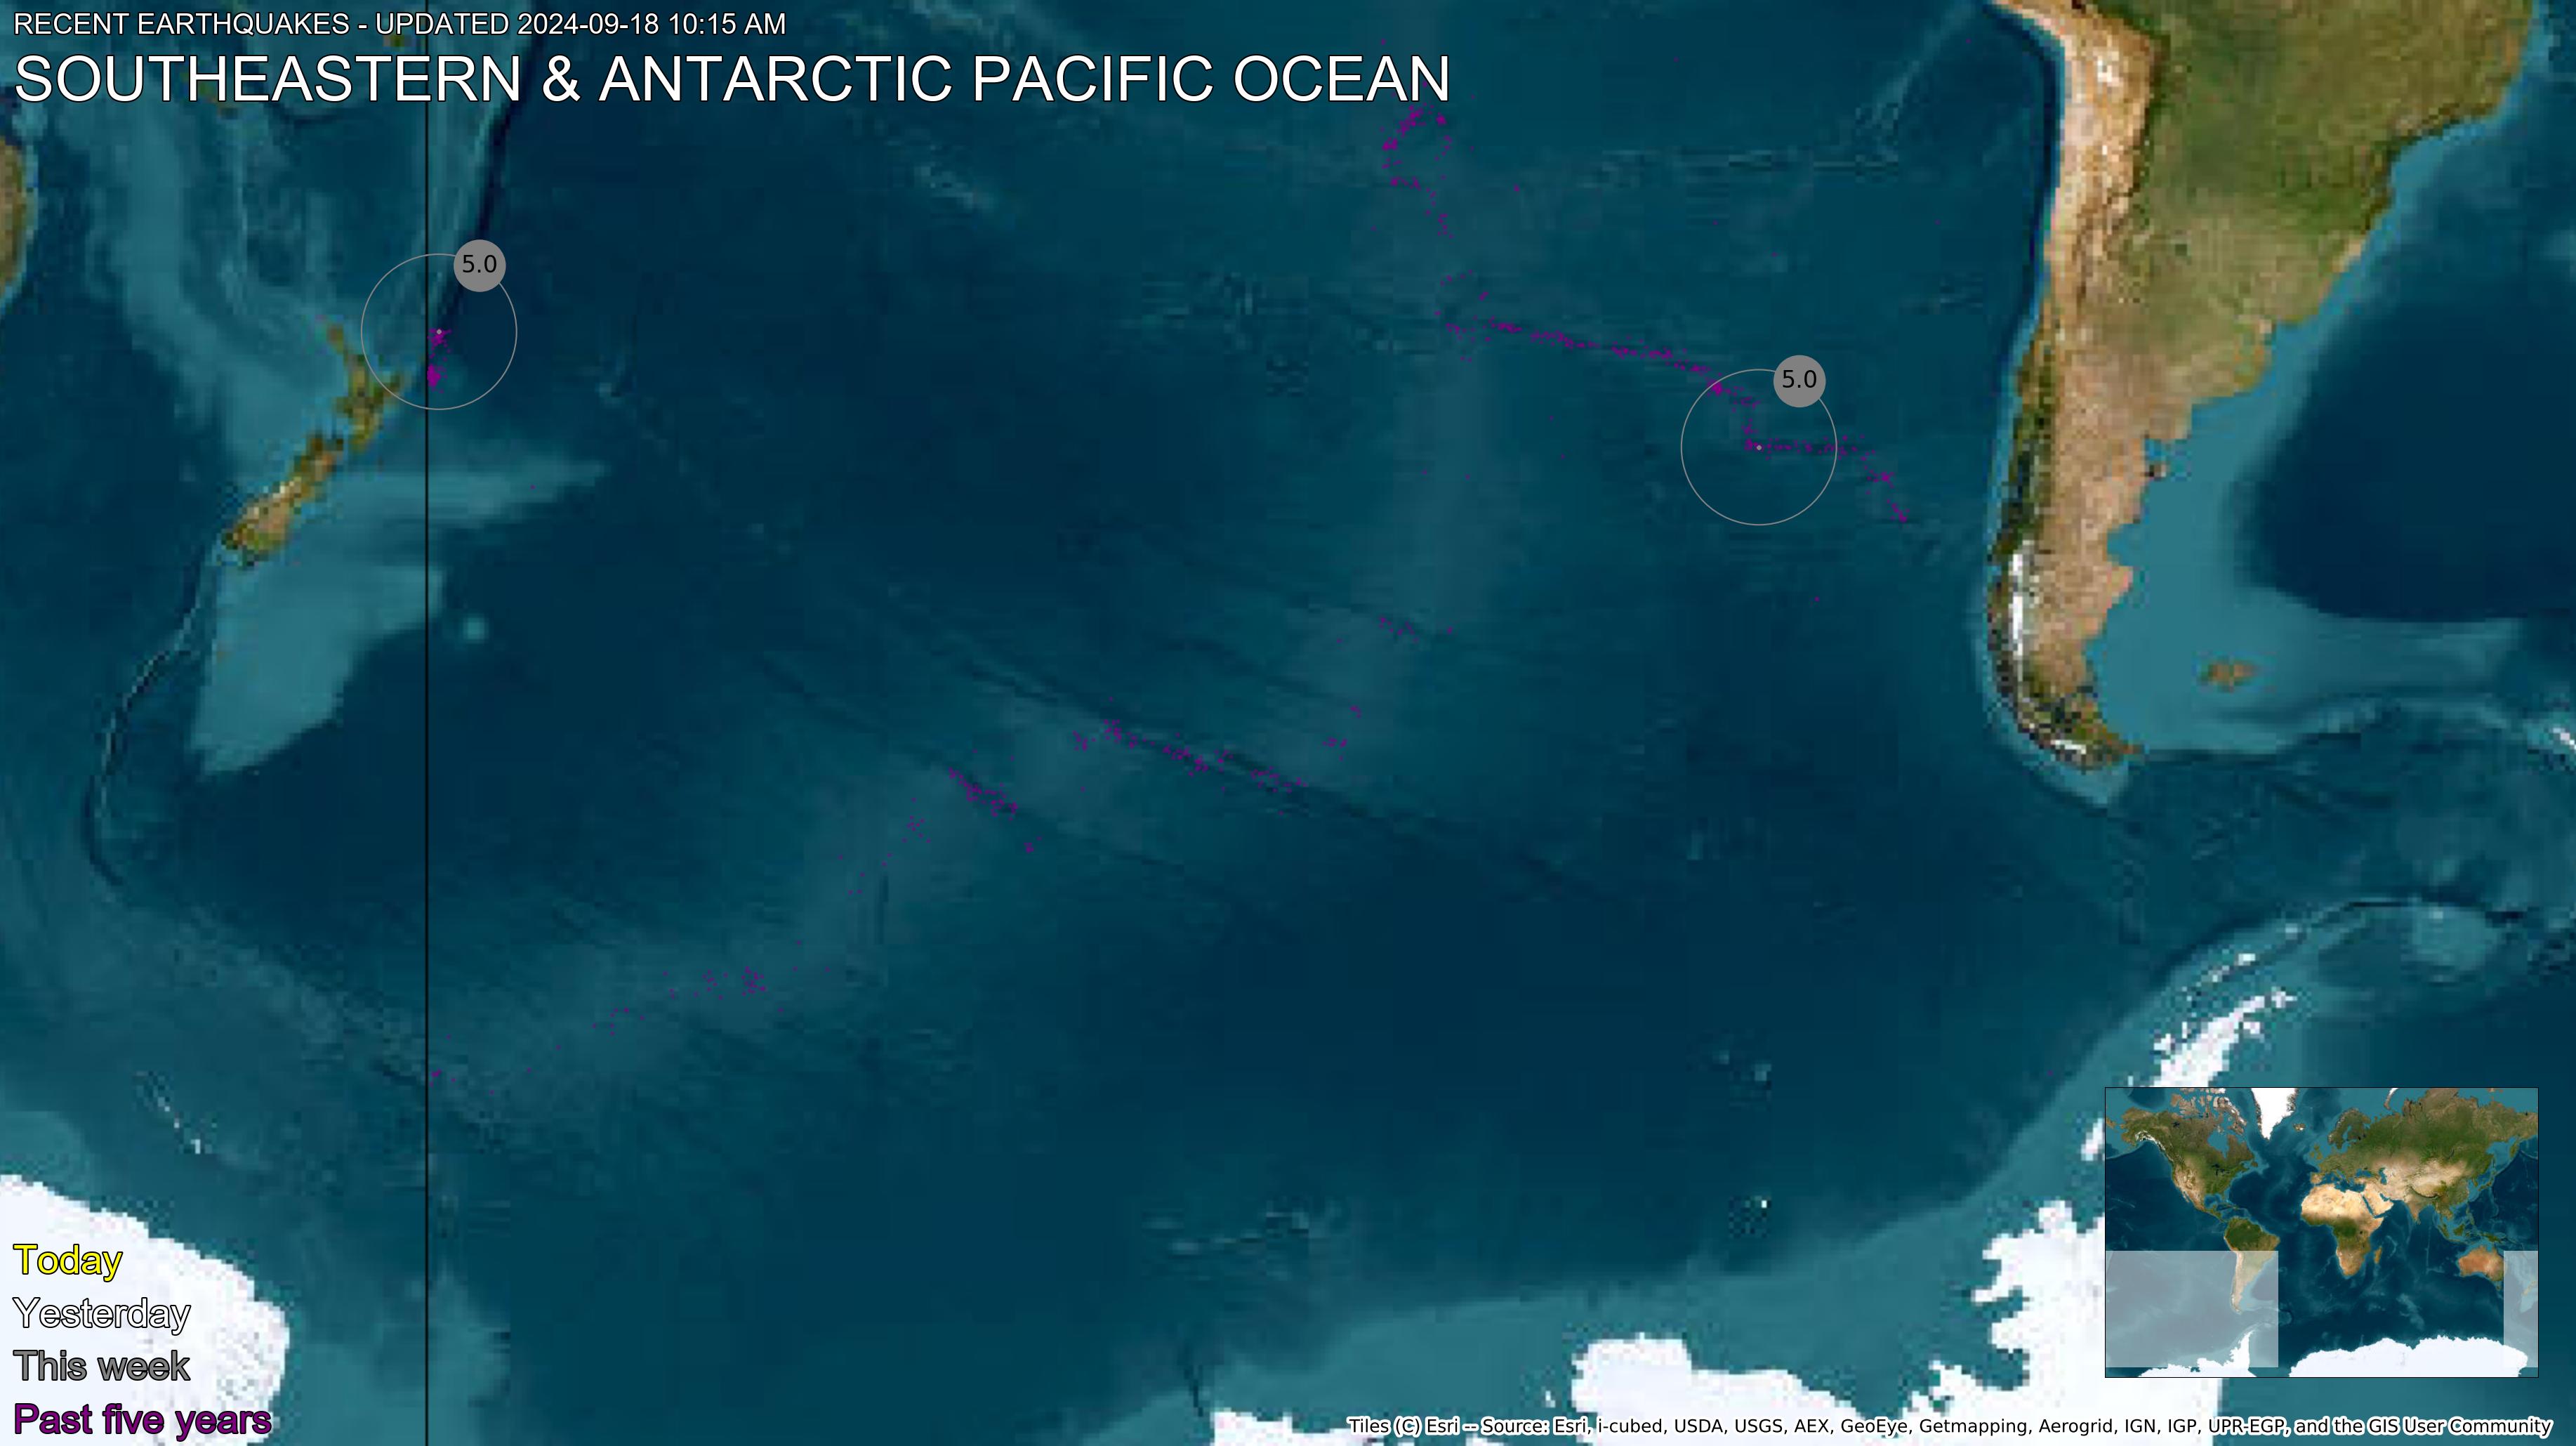 RECENT EARTHQUAKES - UPDATED 2024-09-18 10:15 AM
SOUTHEASTERN & ANTARCTIC PACIFIC OCEAN
5.0
5.0
Today
Yesterday
This week
Past five years
Tiles (C) Esri -- Source: Esri, i-cubed, USDA, USGS, AEX, GeoEye, Getmapping, Aerogrid, IGN, IGP, UPR-EGP, and the GIS User Community